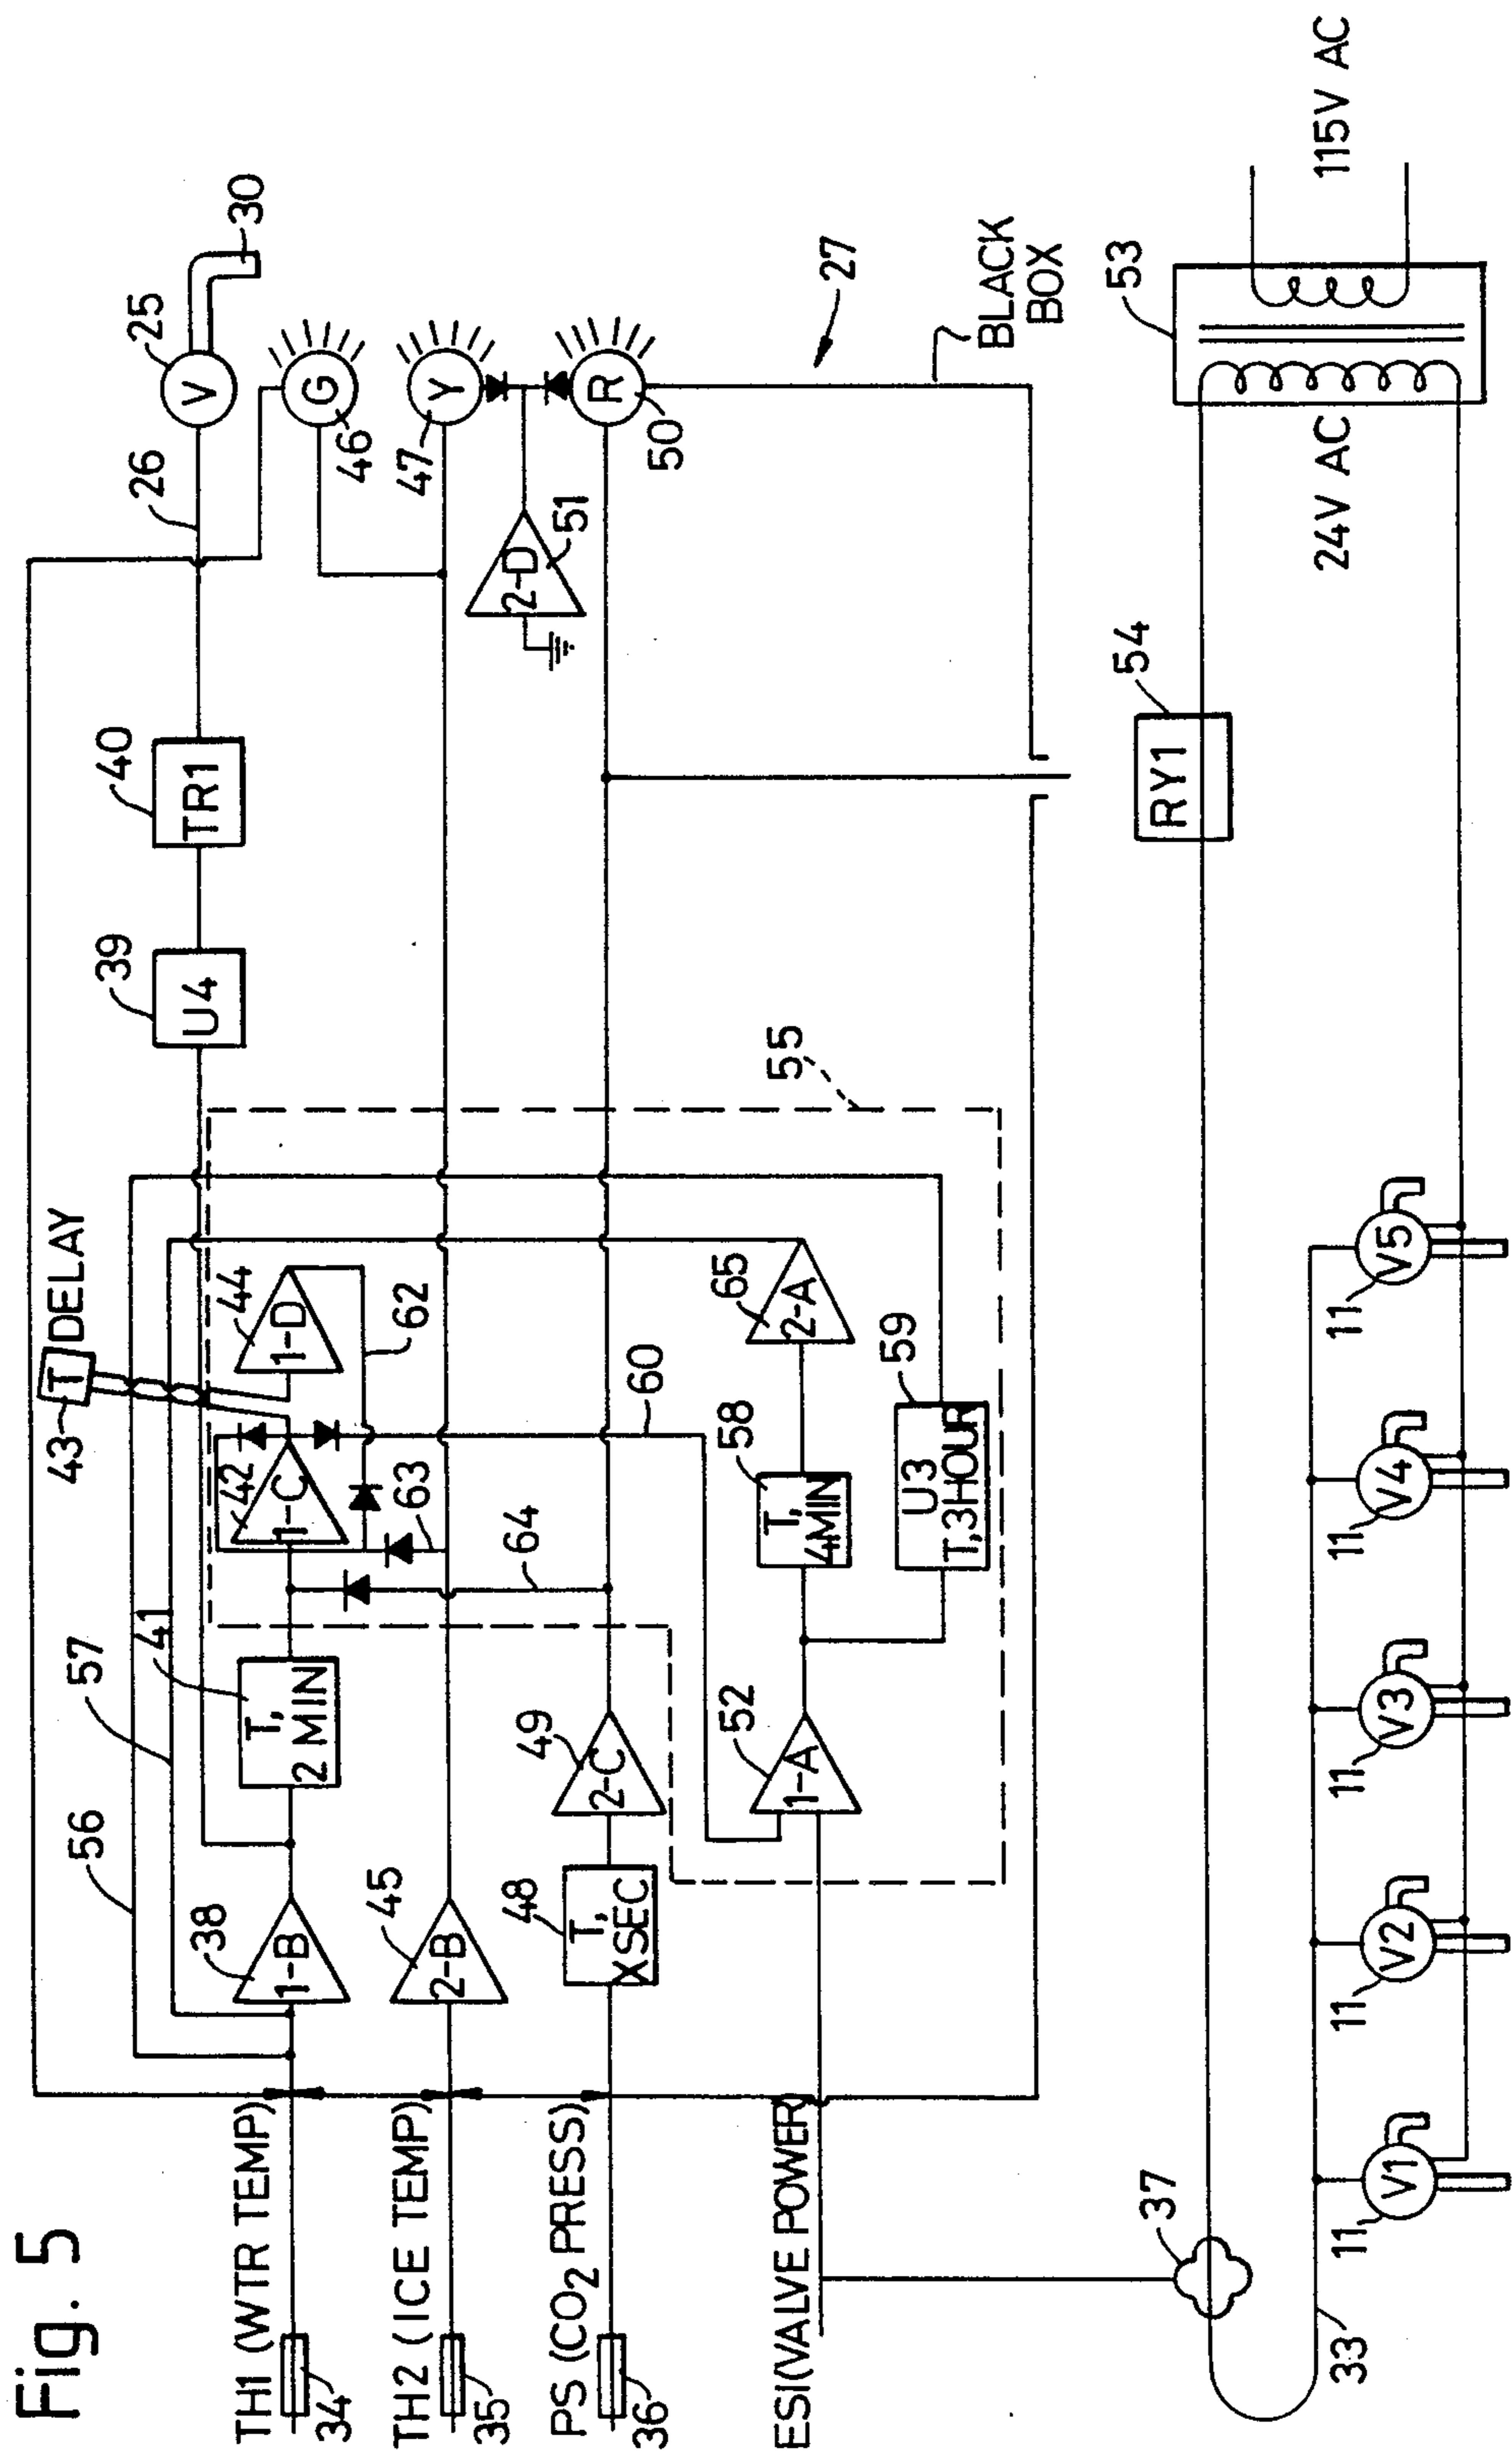 Fig. 5
TH1 (WTR TEMP)
34
TH2 (ICE TEMP)
35
PS (CO2 PRESS)
36
ESI(VALVE POWER)
37
33
56
57
41
43
T
DELAY
38
1-B
T,
2 MIN
42
1-C
44
1-D
62
63
64
60
39
U4
40
TR1
26
25
V
30
G
46
45
2-B
47
Y
2-D
51
48
T,
X SEC
49
2-C
R
50
52
1-A
58
T,
4MIN
65
2-A
59
U3
T,3HOUR
55
27
BLACK
BOX
54
RY1
53
24V AC
115V AC
11
V1
11
V2
11
V3
11
V4
11
V5